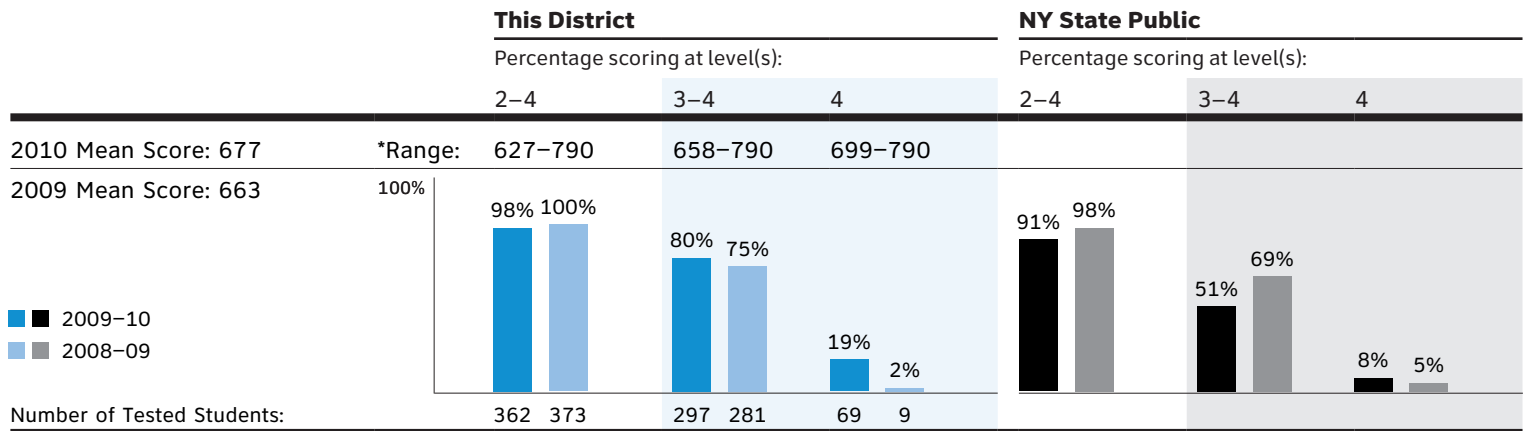 This District NY State Public
Percentage scoring at level(s): Percentage scoring at level(s):
2–4 3–4 4 2–4 3–4 4
2010 Mean Score: 677 *Range: 627–790 658–790 699–790
2009 Mean Score: 663 100%
98% 100% 80% 75% 19% 2% 91% 98% 51% 69% 8% 5%
2009–10
2008–09
Number of Tested Students: 362 373 297 281 69 9